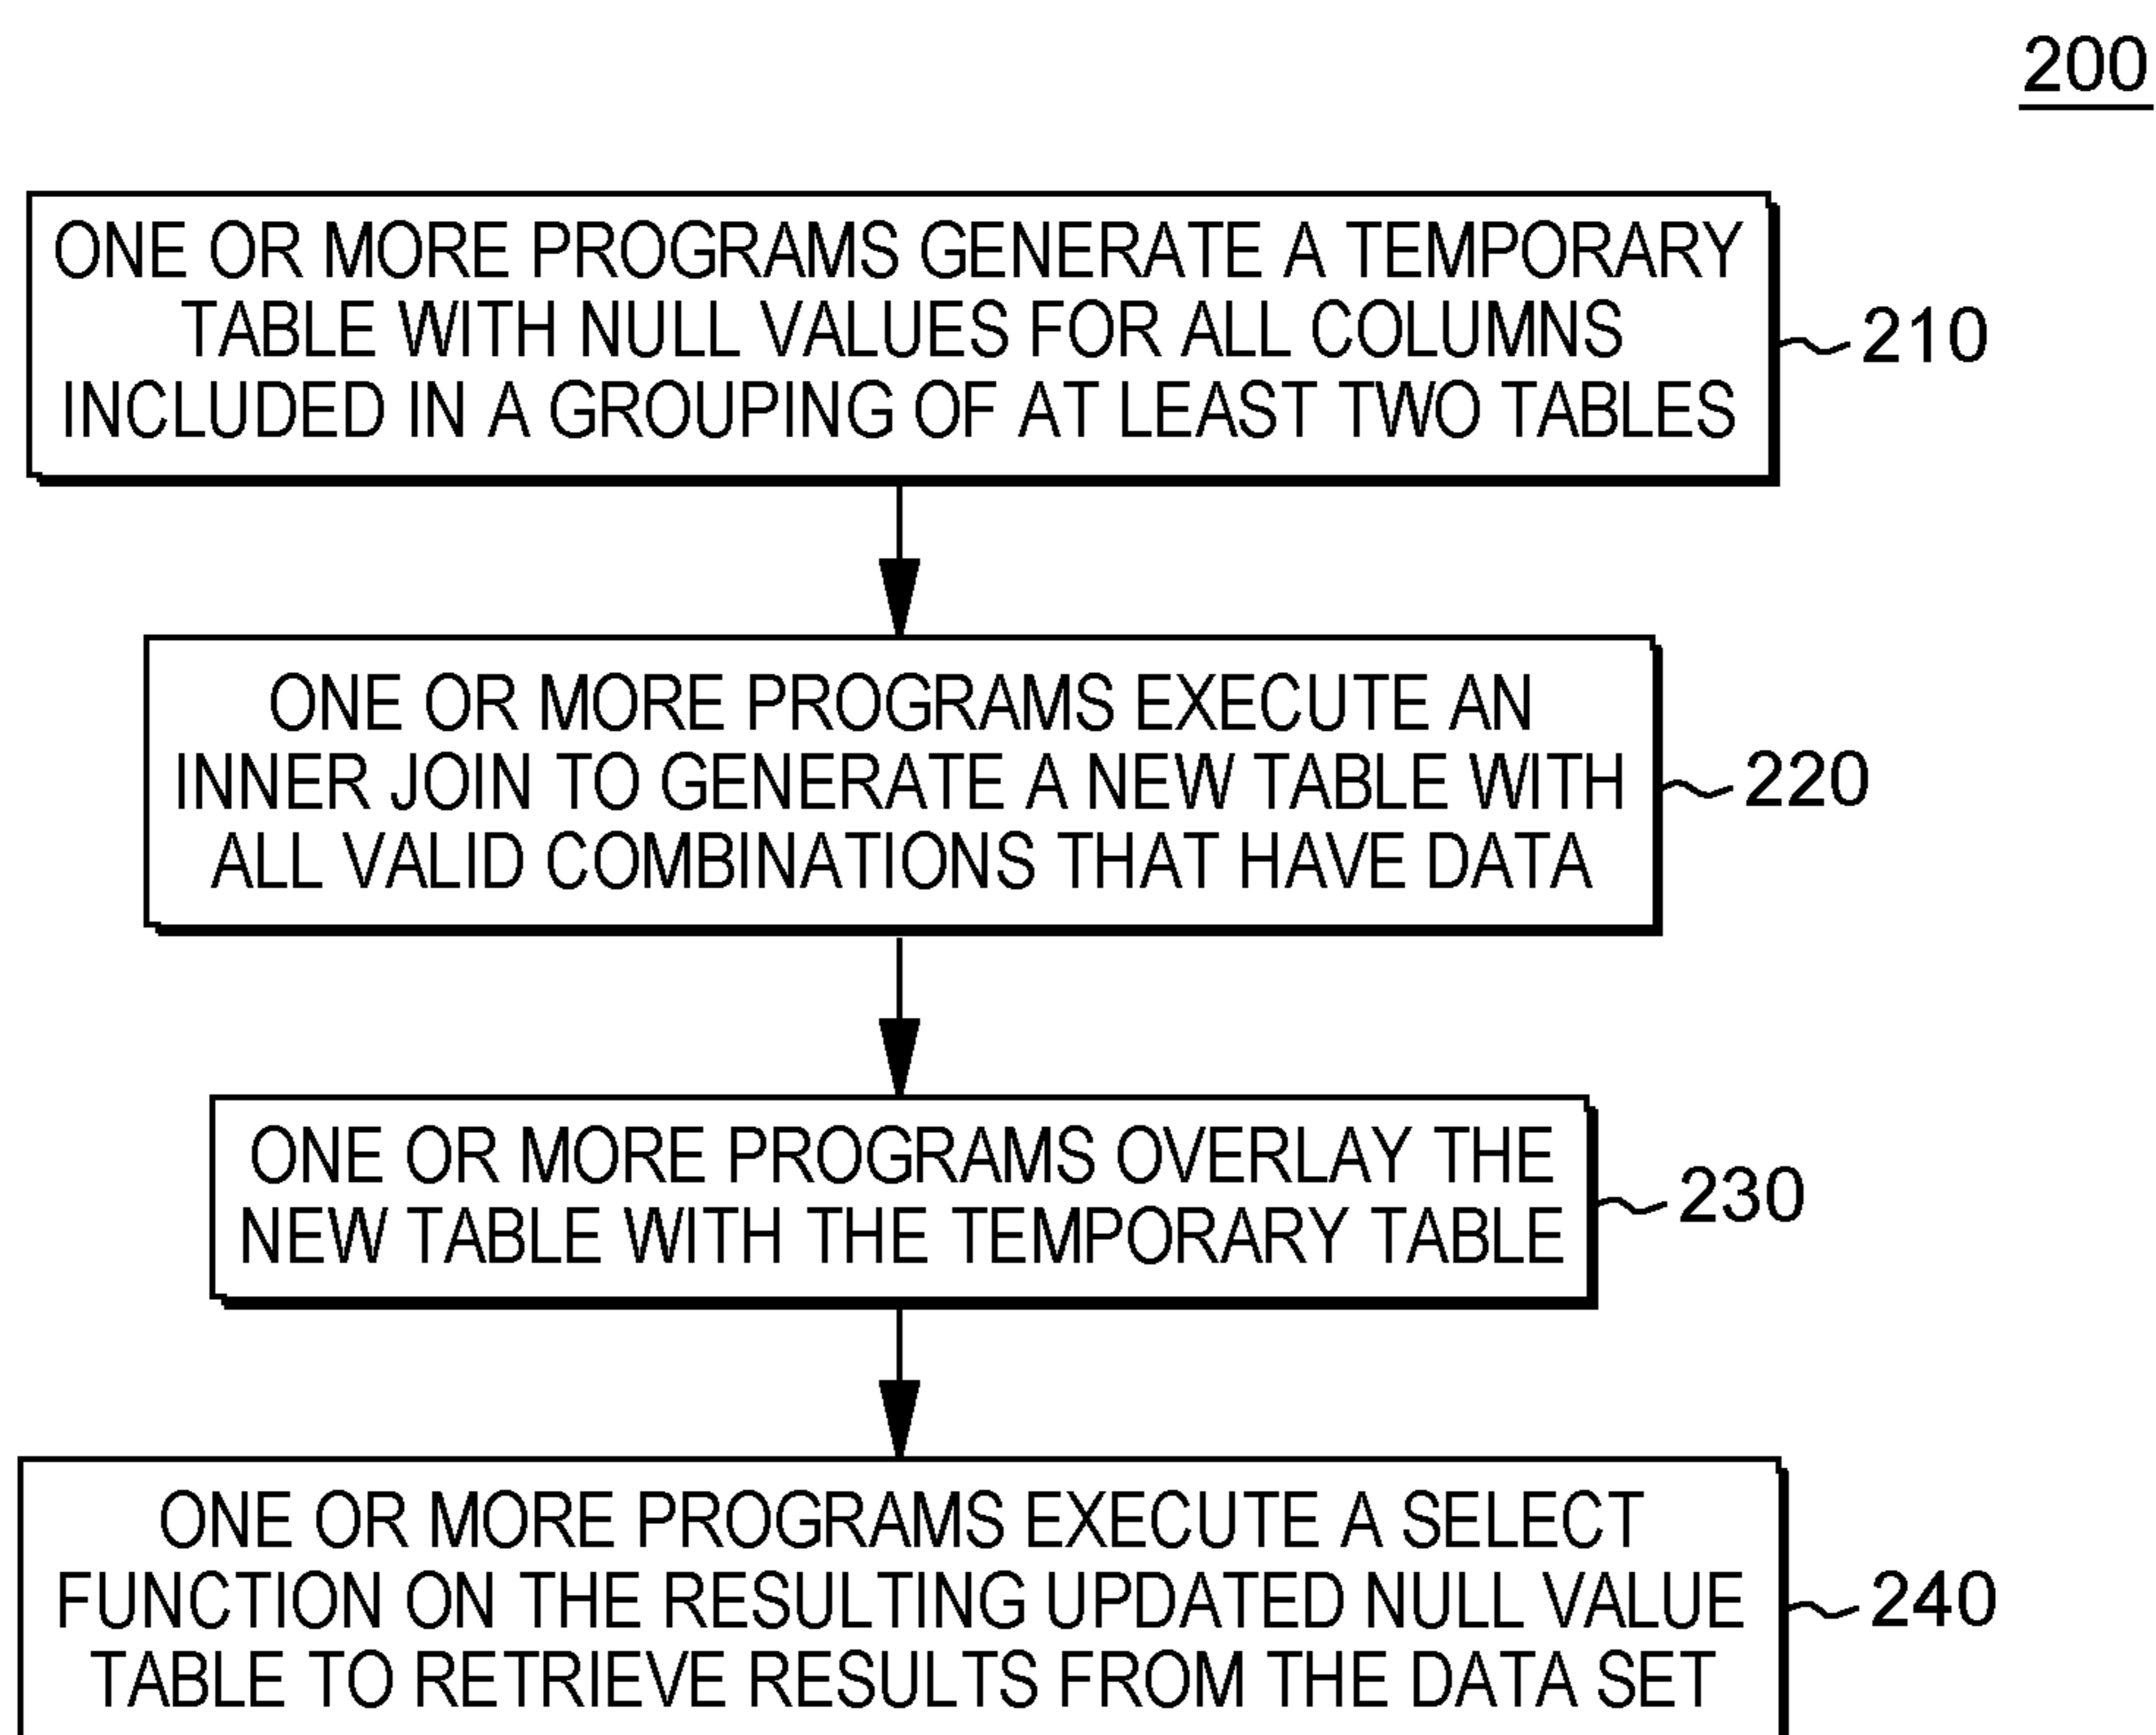 200
ONE OR MORE PROGRAMS GENERATE A TEMPORARY
TABLE WITH NULL VALUES FOR ALL COLUMNS
INCLUDED IN A GROUPING OF AT LEAST TWO TABLES
210
ONE OR MORE PROGRAMS EXECUTE AN
INNER JOIN TO GENERATE A NEW TABLE WITH
ALL VALID COMBINATIONS THAT HAVE DATA
220
ONE OR MORE PROGRAMS OVERLAY THE
NEW TABLE WITH THE TEMPORARY TABLE
230
ONE OR MORE PROGRAMS EXECUTE A SELECT
FUNCTION ON THE RESULTING UPDATED NULL VALUE
TABLE TO RETRIEVE RESULTS FROM THE DATA SET
240